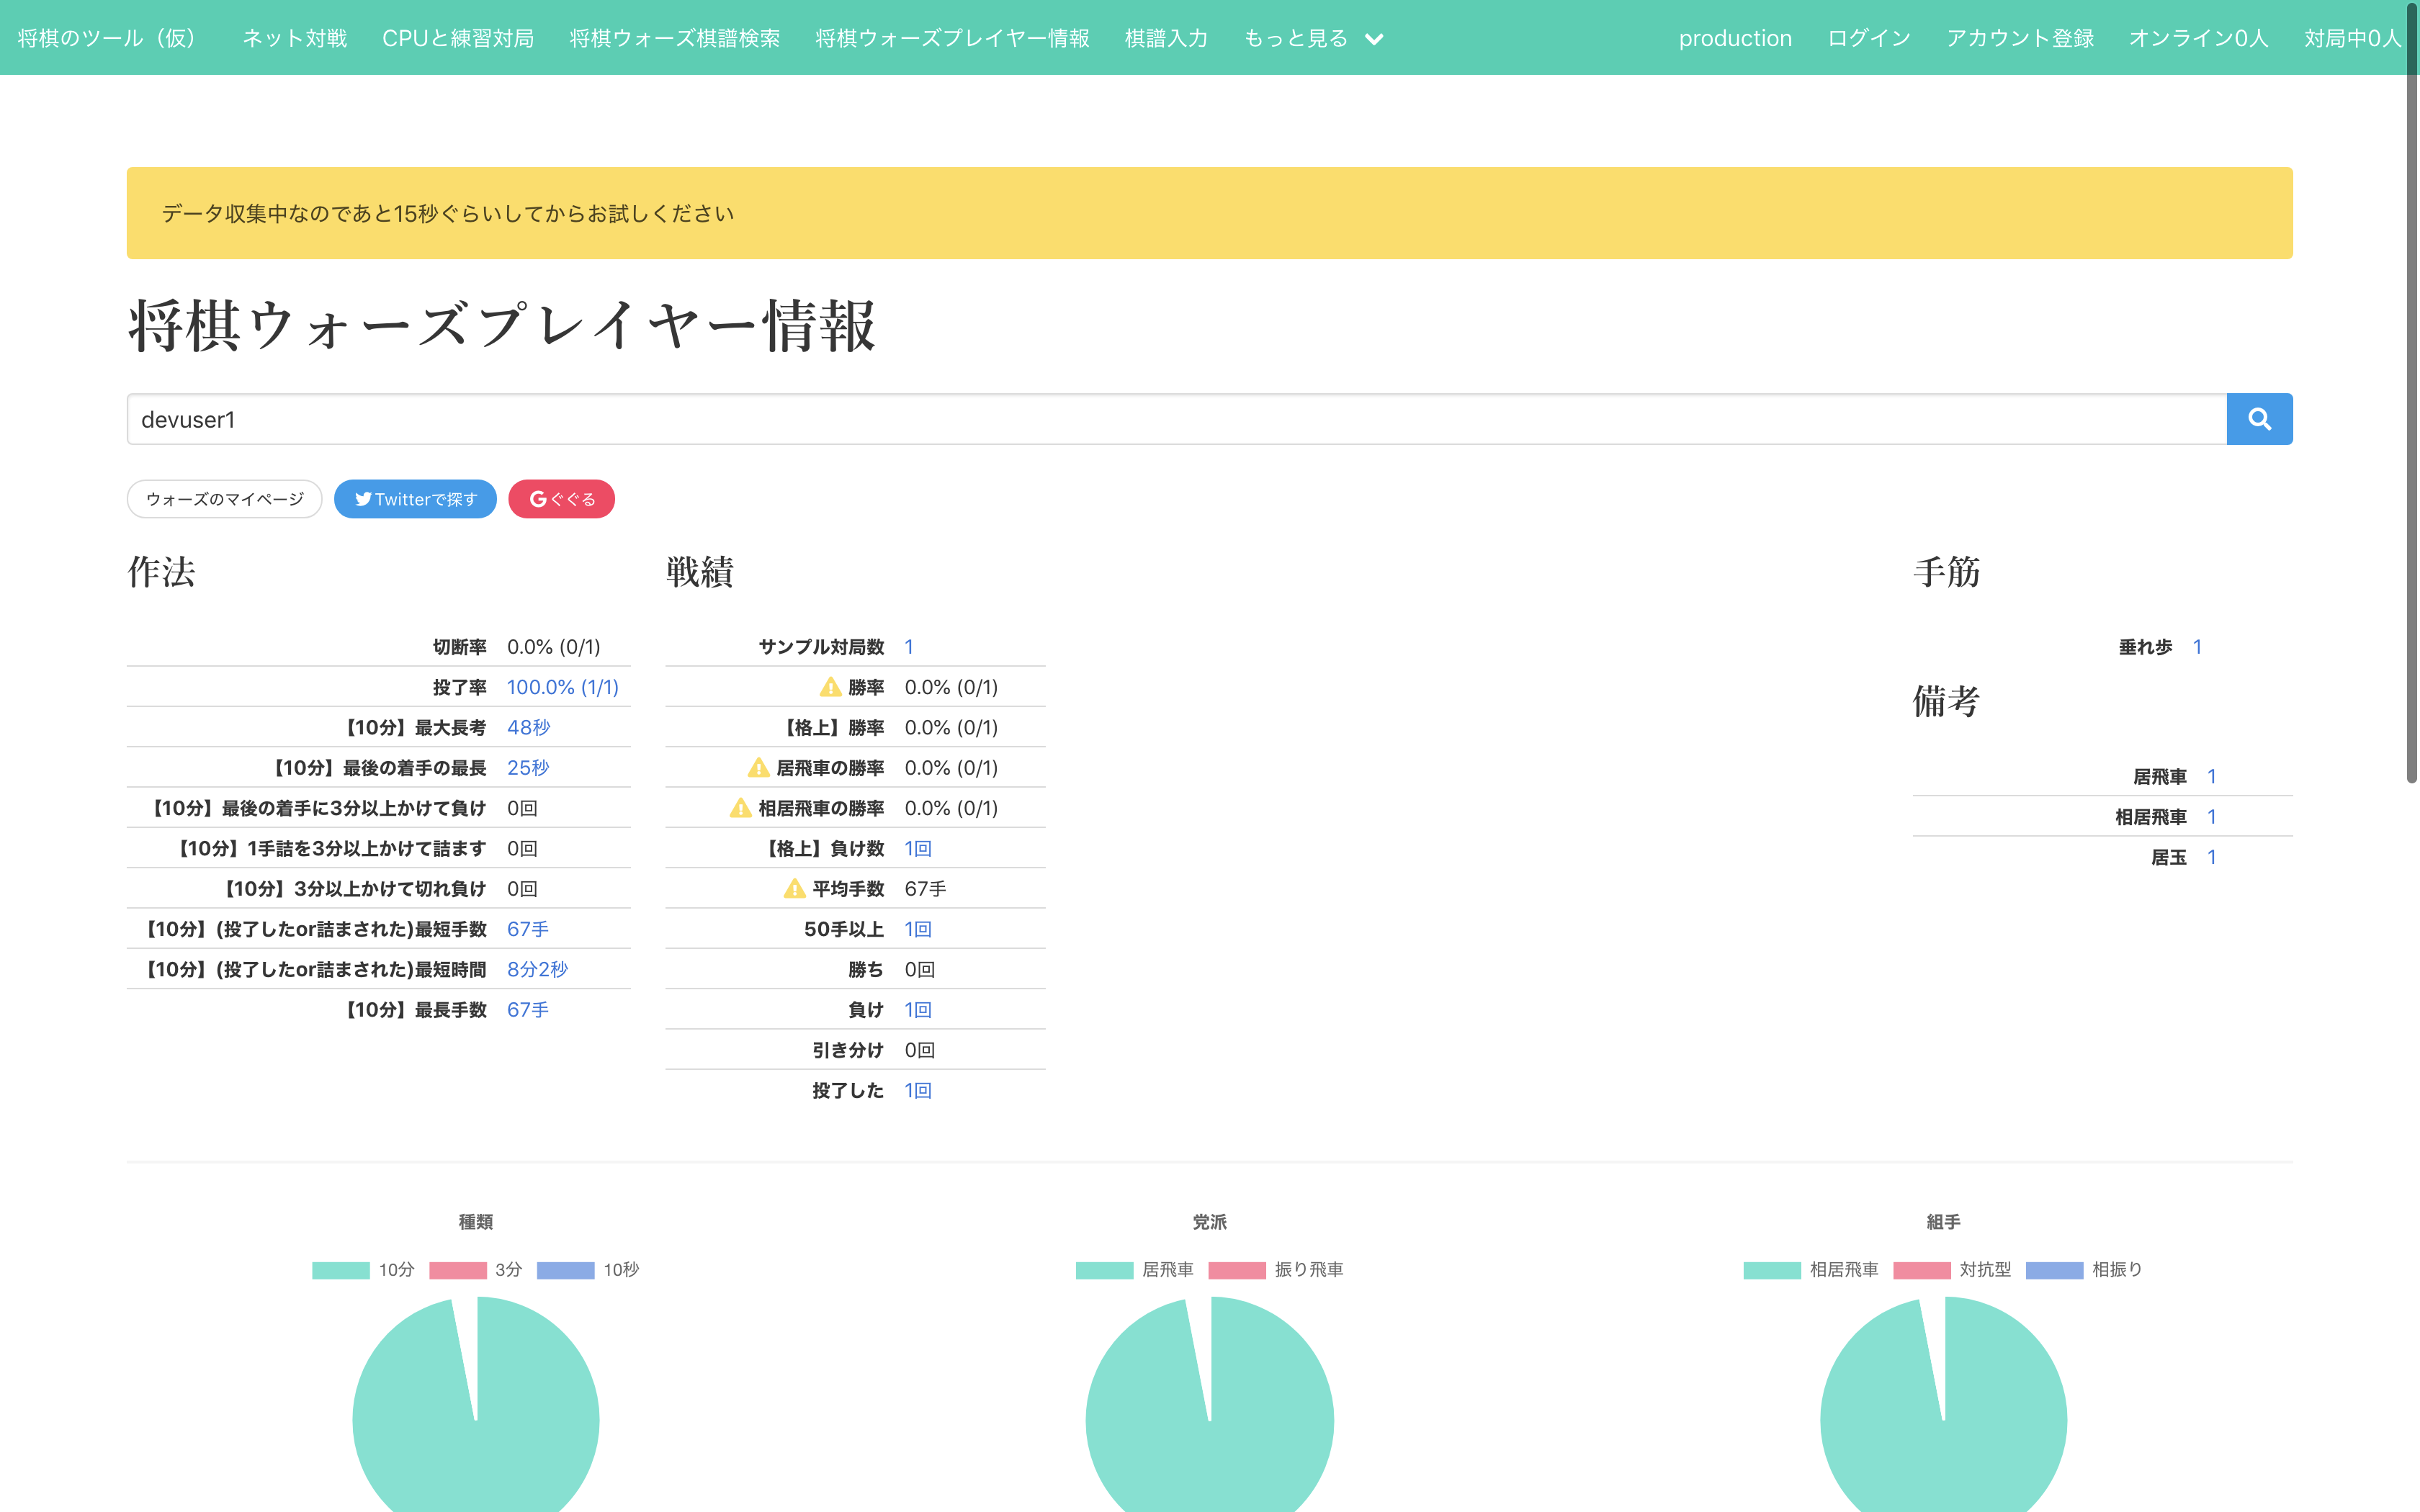 将棋のツール（仮） ネット対戦 CPUと練習対局 将棋ウォーズ棋譜検索 将棋ウォーズプレイヤー情報 棋譜入力 もっと見る production ログイン アカウント登録 オンライン0人 対局中0人
データ収集中なのであと15秒ぐらいしてからお試しください
将棋ウォーズプレイヤー情報
devuser1
ウォーズのマイページ Twitterで探す ぐぐる
作法
切断率 0.0% (0/1)
投了率 100.0% (1/1)
【10分】最大長考 48秒
【10分】最後の着手の最長 25秒
【10分】最後の着手に3分以上かけて負け 0回
【10分】1手詰を3分以上かけて詰ます 0回
【10分】3分以上かけて切れ負け 0回
【10分】(投了したor詰まされた)最短手数 67手
【10分】(投了したor詰まされた)最短時間 8分2秒
【10分】最長手数 67手
戦績
サンプル対局数 1
勝率 0.0% (0/1)
【格上】勝率 0.0% (0/1)
居飛車の勝率 0.0% (0/1)
相居飛車の勝率 0.0% (0/1)
【格上】負け数 1回
平均手数 67手
50手以上 1回
勝ち 0回
負け 1回
引き分け 0回
投了した 1回
手筋
垂れ歩 1
備考
居飛車 1
相居飛車 1
居玉 1
種類
10分 3分 10秒
党派
居飛車 振り飛車
組手
相居飛車 対抗型 相振り